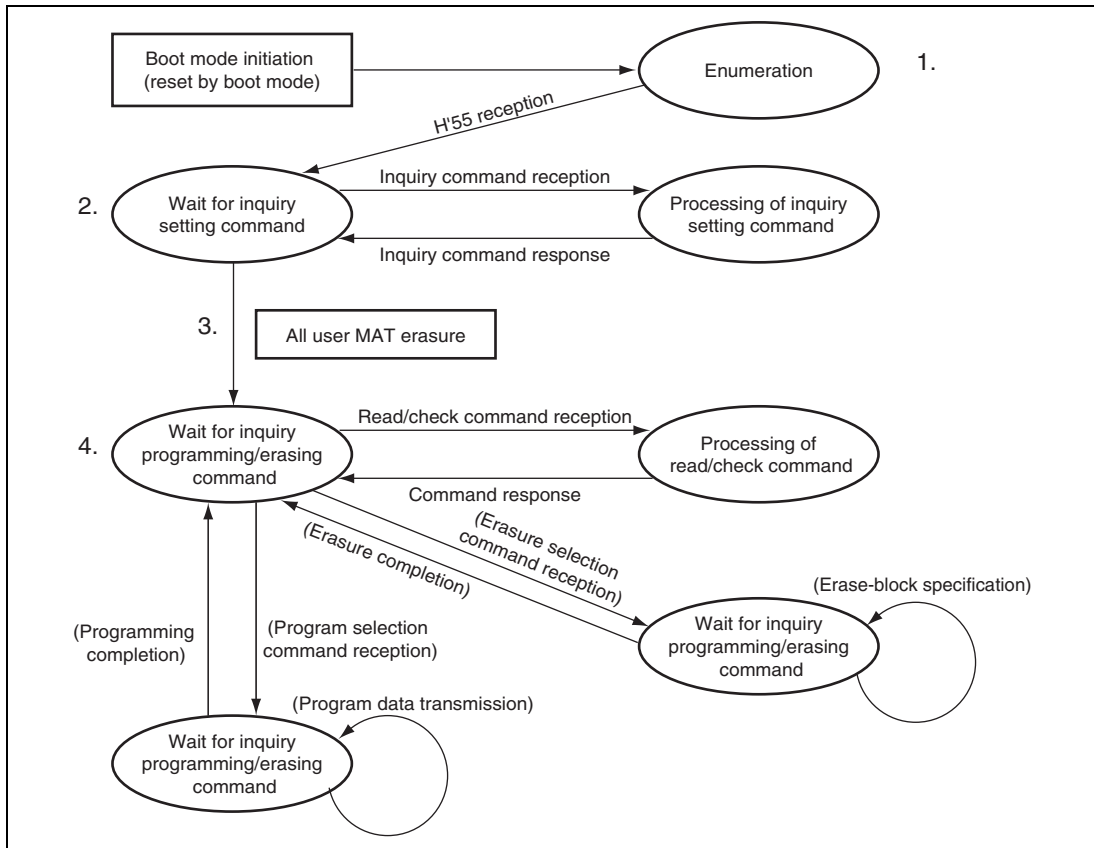 Boot mode initiation
(reset by boot mode)
Enumeration
1.
H'55 reception
2.
Wait for inquiry
setting command
Inquiry command reception
Processing of inquiry
setting command
Inquiry command response
3.
All user MAT erasure
4.
Wait for inquiry
programming/erasing
command
Read/check command reception
Processing of
read/check command
Command response
(Erasure selection
command reception)
(Erasure completion)
(Erase-block specification)
Wait for inquiry
programming/erasing
command
(Programming
completion)
(Program selection
command reception)
(Program data transmission)
Wait for inquiry
programming/erasing
command